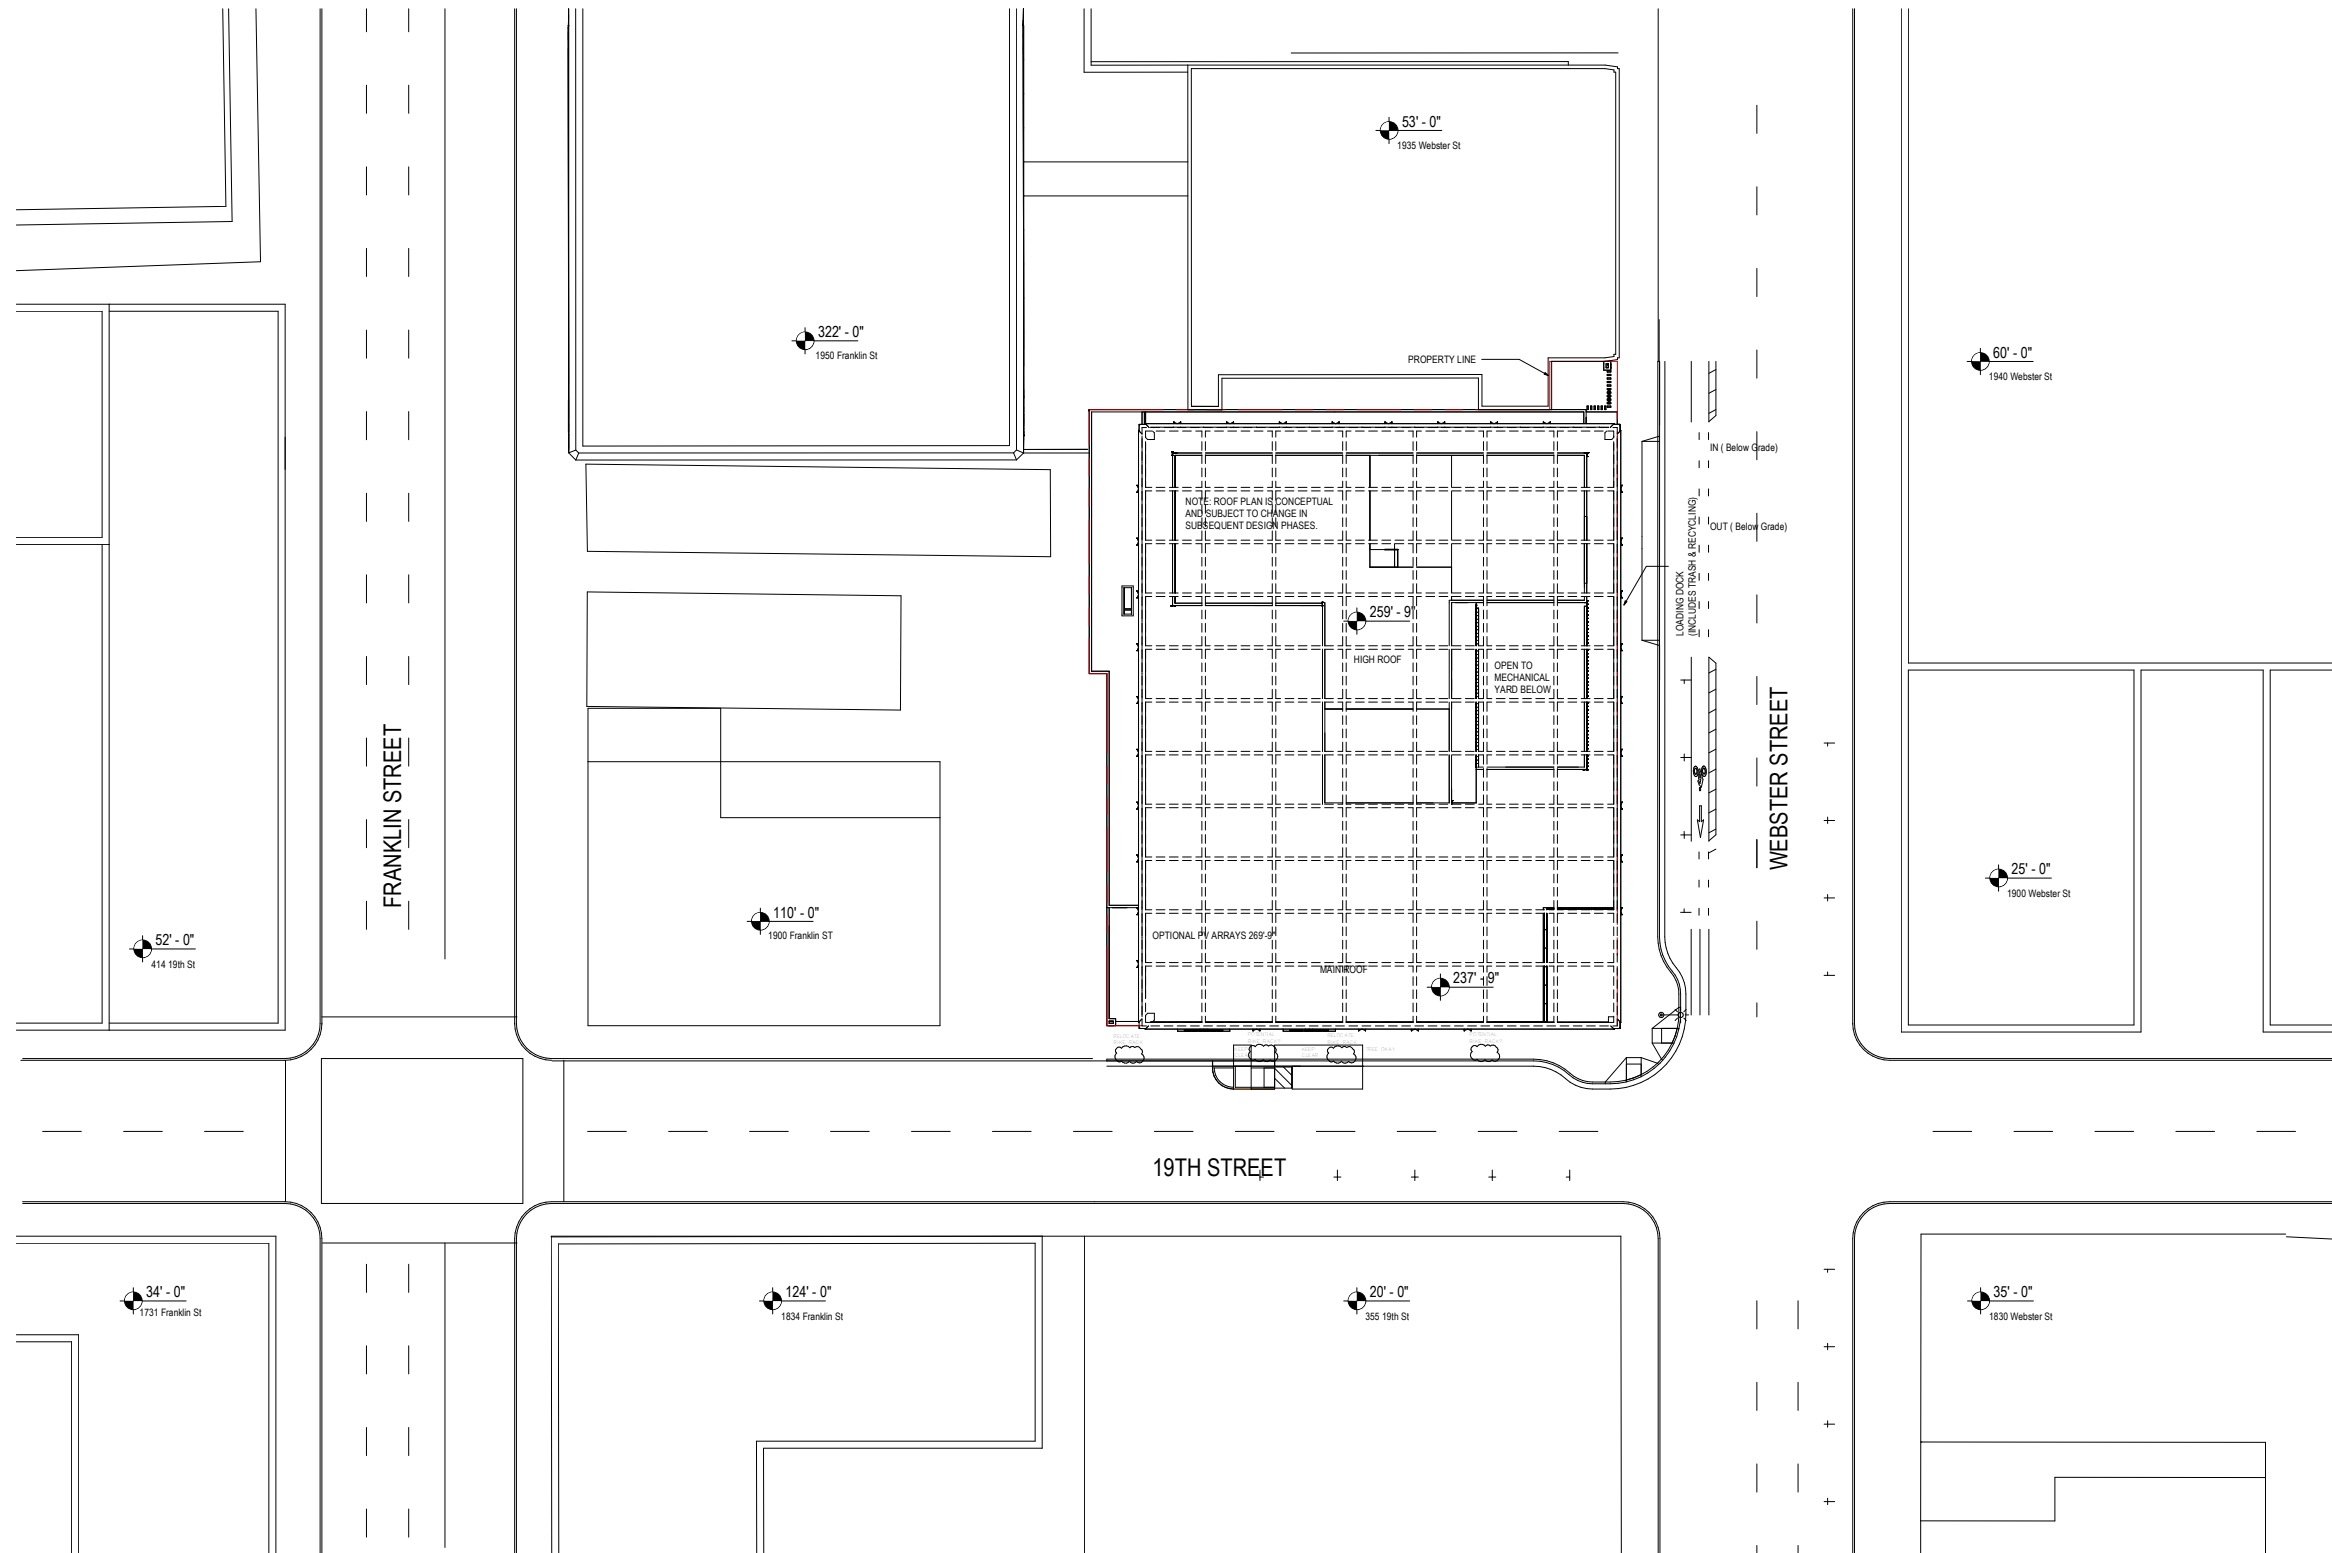 53' - 0"
1935 Webster St
322' - 0"
1950 Franklin St
PROPERTY LINE
60' - 0"
1940 Webster St
IN ( Below Grade)
NOTE: ROOF PLAN IS CONCEPTUAL
AND SUBJECT TO CHANGE IN
SUBSEQUENT DESIGN PHASES.
OUT ( Below Grade)
LOADING DOCK
(INCLUDES TRASH & RECYCLING)
259' - 9"
HIGH ROOF
OPEN TO
MECHANICAL
YARD BELOW
FRANKLIN STREET
WEBSTER STREET
25' - 0"
1900 Webster St
110' - 0"
1900 Franklin ST
52' - 0"
414 19th St
OPTIONAL PV ARRAYS 269'-9"
MAIN ROOF
237' - 9"
19TH STREET
34' - 0"
1731 Franklin St
124' - 0"
1834 Franklin St
20' - 0"
355 19th St
35' - 0"
1830 Webster St